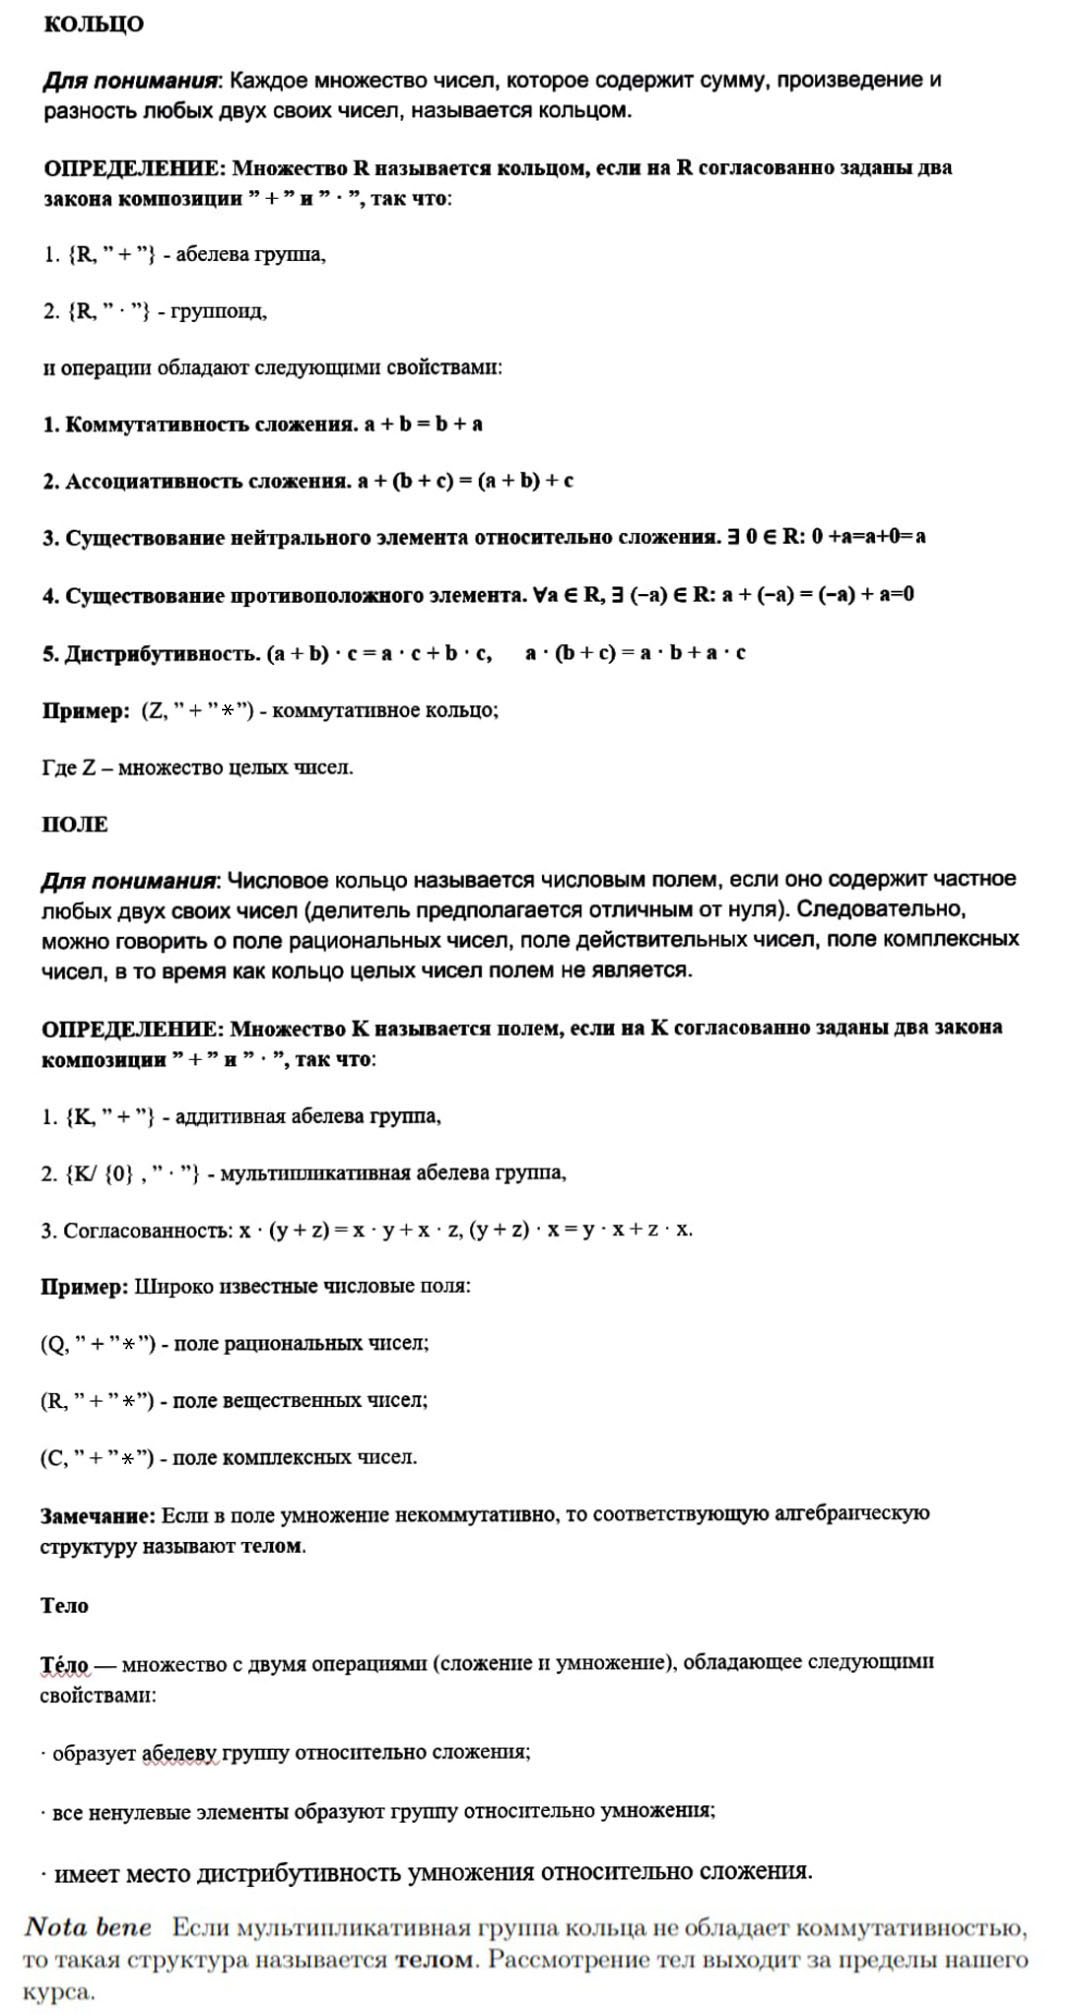 КОЛЬЦО
Для понимания: Каждое множество чисел, которое содержит сумму, произведение и
разность любых двух своих чисел, называется кольцом.
ОПРЕДЕЛЕНИЕ: Множество R называется кольцом, если на R согласованно заданы два
закона композиции ” + ” и ” · ”, так что:
1. {R, ” + ”} - абелева группа,
2. {R, ” · ”} - группоид,
и операции обладают следующими свойствами:
1. Коммутативность сложения. a + b = b + a
2. Ассоциативность сложения. a + (b + c) = (a + b) + c
3. Существование нейтрального элемента относительно сложения. ∃ 0 ∈ R: 0 +a=a+0=a
4. Существование противоположного элемента. ∀a ∈ R, ∃ (−a) ∈ R: a + (−a) = (−a) + a=0
5. Дистрибутивность. (a + b) · c = a · c + b · c, a · (b + c) = a · b + a · c
Пример: (Z, ” + ” * ”) - коммутативное кольцо;
Где Z – множество целых чисел.
ПОЛЕ
Для понимания: Числовое кольцо называется числовым полем, если оно содержит частное
любых двух своих чисел (делитель предполагается отличным от нуля). Следовательно,
можно говорить о поле рациональных чисел, поле действительных чисел, поле комплексных
чисел, в то время как кольцо целых чисел полем не является.
ОПРЕДЕЛЕНИЕ: Множество K называется полем, если на K согласованно заданы два закона
композиции ” + ” и ” · ”, так что:
1. {K, ” + ”} - аддитивная абелева группа,
2. {K/ {0} , ” · ”} - мультипликативная абелева группа,
3. Согласованность: x · (y + z) = x · y + x · z, (y + z) · x = y · x + z · x.
Пример: Широко известные числовые поля:
(Q, ” + ” * ”) - поле рациональных чисел;
(R, ” + ” * ”) - поле вещественных чисел;
(C, ” + ” * ”) - поле комплексных чисел.
Замечание: Если в поле умножение некоммутативно, то соответствующую алгебраическую
структуру называют телом.
Тело
Те́ло — множество с двумя операциями (сложение и умножение), обладающее следующими
свойствами:
· образует абелеву группу относительно сложения;
· все ненулевые элементы образуют группу относительно умножения;
· имеет место дистрибутивность умножения относительно сложения.
Nota bene Если мультипликативная группа кольца не обладает коммутативностью,
то такая структура называется телом. Рассмотрение тел выходит за пределы нашего
курса.